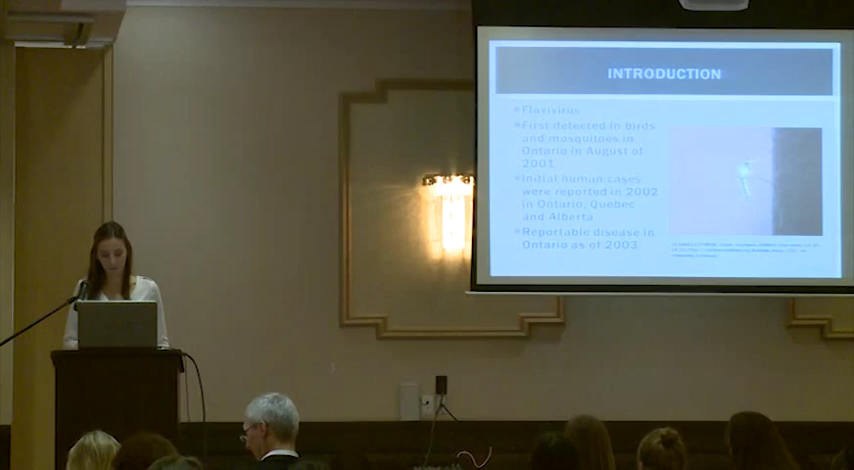 INTRODUCTION
Flavivirus
First detected in birds
and mosquitoes in
Ontario in August of
2001
Initial human cases
were reported in 2002
in Ontario, Quebec
and Alberta
Reportable disease in
Ontario as of 2003